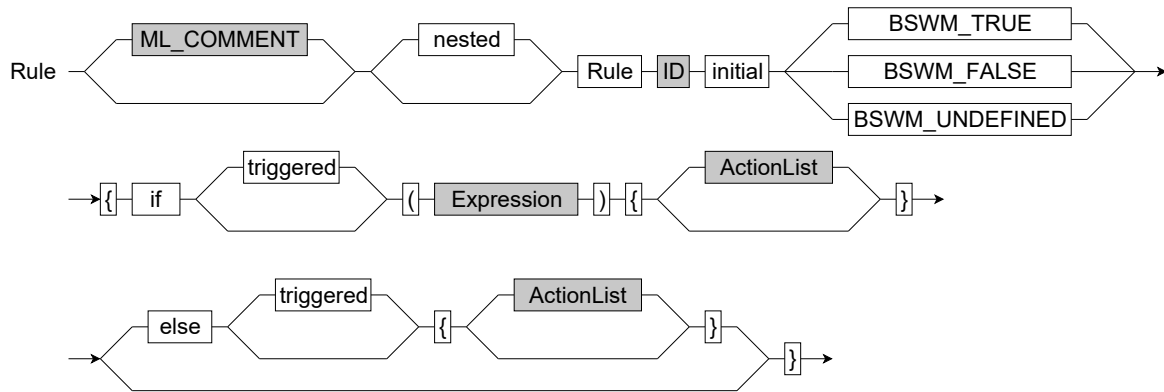 ML_COMMENT nested BSWM_TRUE
Rule Rule ID initial BSWM_FALSE
BSWM_UNDEFINED
triggered ActionList
{ if ( Expression ) { }
triggered ActionList
else { }
}